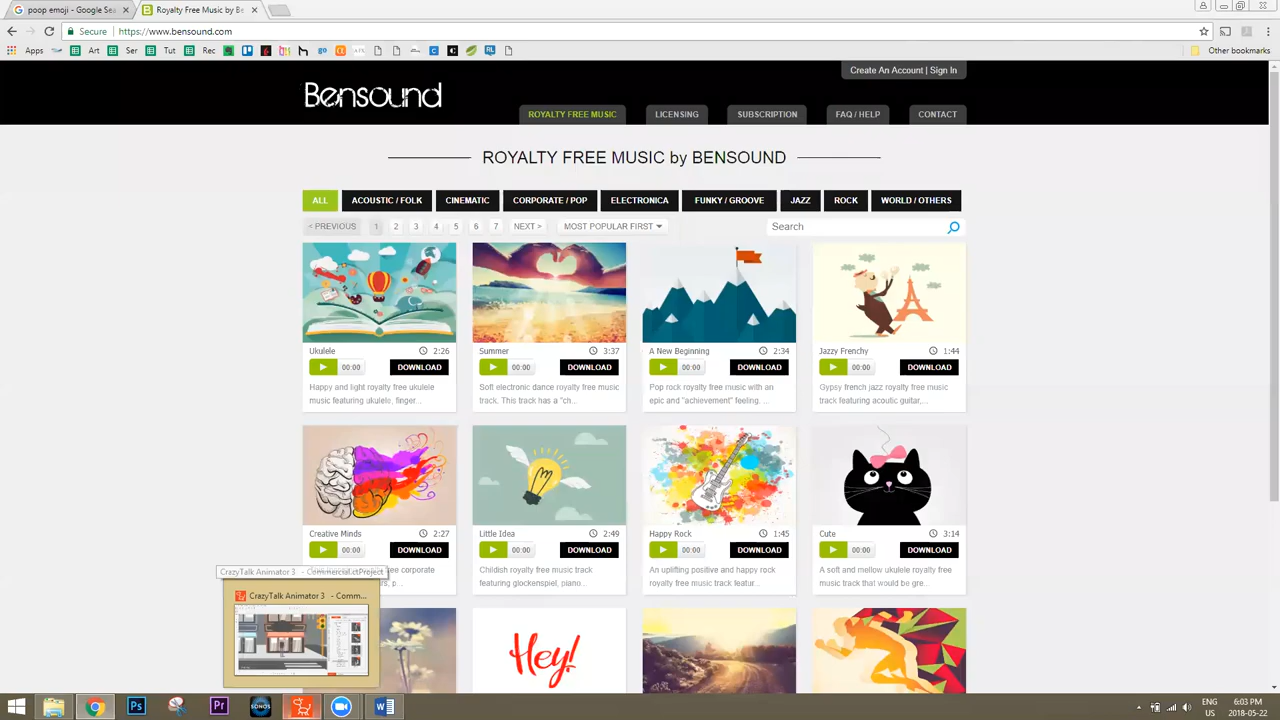 poop emoji - Google Sea
Royalty Free Music by Be
Secure
https://www.bensound.com
Apps
Art
Ser
Tut
Rec
Other bookmarks
Create An Account | Sign In
Bensound
ROYALTY FREE MUSIC
LICENSING
SUBSCRIPTION
FAQ / HELP
CONTACT
ROYALTY FREE MUSIC by BENSOUND
ALL
ACOUSTIC / FOLK
CINEMATIC
CORPORATE / POP
ELECTRONICA
FUNKY / GROOVE
JAZZ
ROCK
WORLD / OTHERS
< PREVIOUS
1
2
3
4
5
6
7
NEXT >
MOST POPULAR FIRST
Search
Ukulele
2:26
00:00
DOWNLOAD
Happy and light royalty free ukulele
music featuring ukulele, finger...
Summer
3:37
00:00
DOWNLOAD
Soft electronic dance royalty free music
track. This track has a "ch...
A New Beginning
2:34
00:00
DOWNLOAD
Pop rock royalty free music with an
epic and "achievement" feeling. ...
Jazzy Frenchy
1:44
00:00
DOWNLOAD
Gypsy french jazz royalty free music
track featuring acoutic guitar,...
Creative Minds
2:27
00:00
DOWNLOAD
free corporate
s, p...
Little Idea
2:49
00:00
DOWNLOAD
Childish royalty free music track
featuring glockenspiel, piano ...
Happy Rock
1:45
00:00
DOWNLOAD
An uplifting positive and happy rock
royalty free music track featur...
Cute
3:14
00:00
DOWNLOAD
A soft and mellow ukulele royalty free
music track that would be gre...
CrazyTalk Animator 3 - Commercial.ctProject
CrazyTalk Animator 3 - Comm...
Hey!
Ps
SONOS
Pr
ENG
US
6:03 PM
2018-05-22